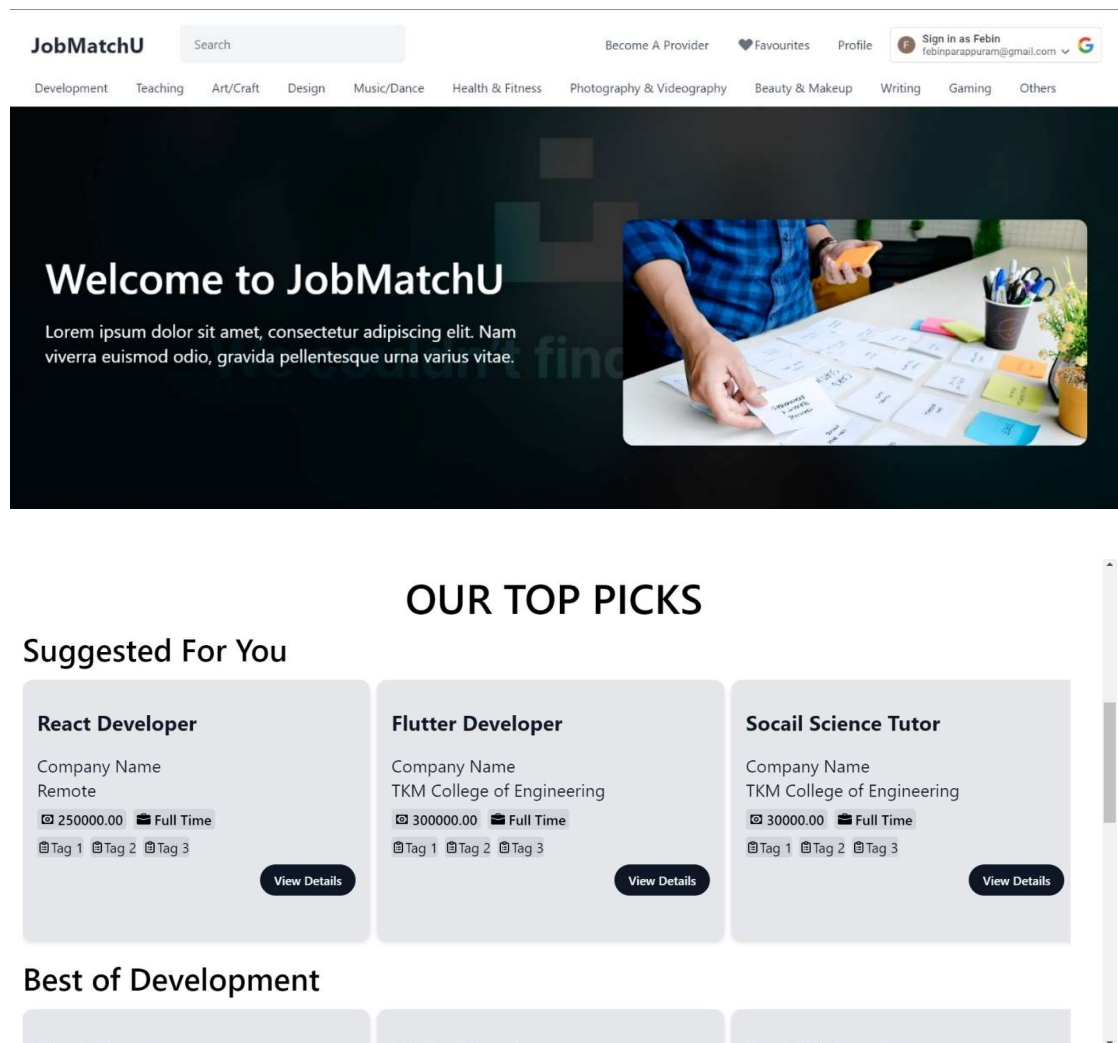 JobMatchU
Search
Become A Provider
Favourites
Profile
F
Sign in as Febin
febinparappuram@gmail.com
G
Development Teaching Art/Craft Design Music/Dance Health & Fitness Photography & Videography Beauty & Makeup Writing Gaming Others
Welcome to JobMatchU
Lorem ipsum dolor sit amet, consectetur adipiscing elit. Nam
viverra euismod odio, gravida pellentesque urna varius vitae.
OUR TOP PICKS
Suggested For You
React Developer
Company Name
Remote
250000.00 Full Time
Tag 1 Tag 2 Tag 3
View Details
Flutter Developer
Company Name
TKM College of Engineering
300000.00 Full Time
Tag 1 Tag 2 Tag 3
View Details
Socail Science Tutor
Company Name
TKM College of Engineering
30000.00 Full Time
Tag 1 Tag 2 Tag 3
View Details
Best of Development